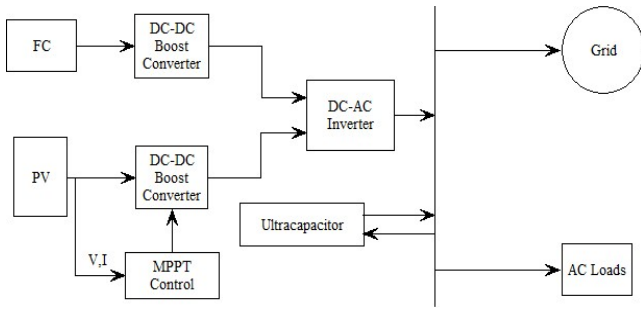 FC
DC-DC
Boost
Converter
Grid
DC-AC
Inverter
PV
DC-DC
Boost
Converter
Ultracapacitor
V,I
MPPT
Control
AC Loads